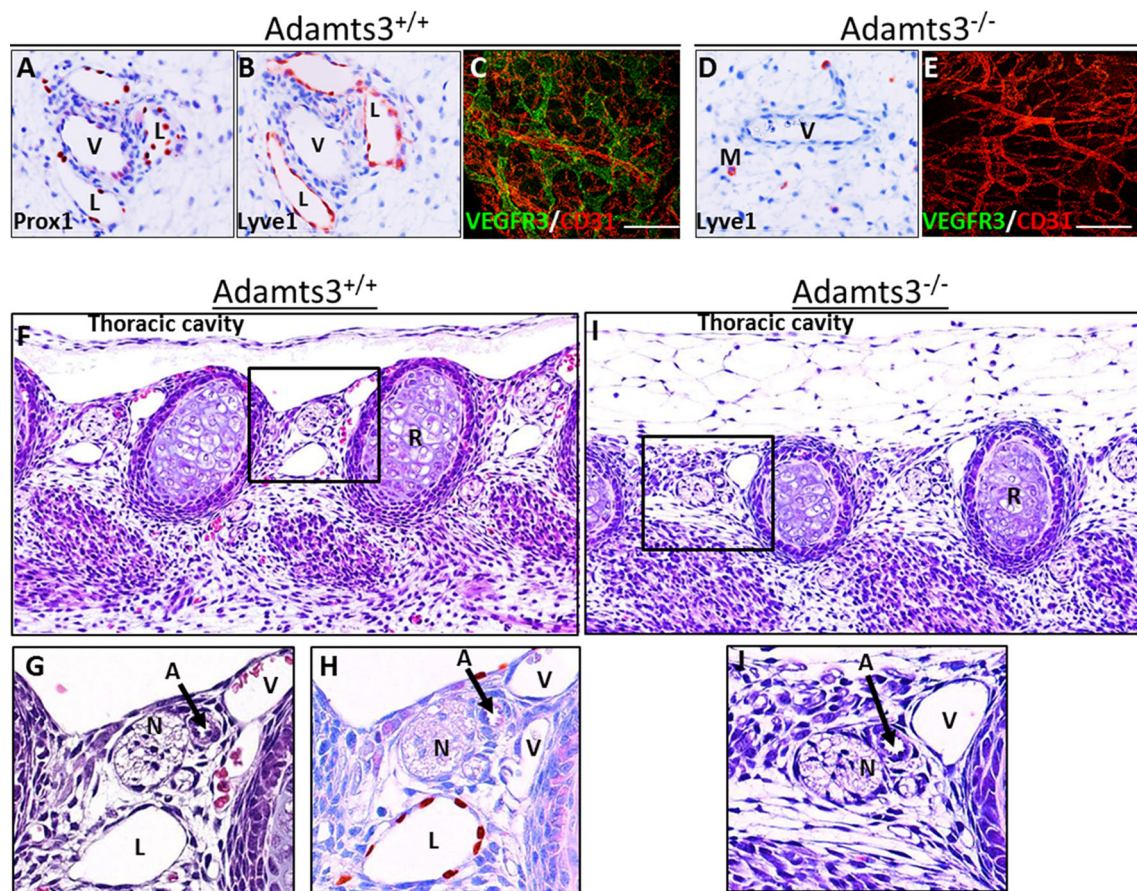 Adamts3+/+
Adamts3-/-
A
V
L
L
Prox1
B
L
V
L
Lyve1
C
VEGFR3/CD31
D
V
M
Lyve1
E
VEGFR3/CD31
Adamts3+/+
Adamts3-/-
F
Thoracic cavity
R
I
Thoracic cavity
R
G
A
V
N
L
H
A
V
N
V
L
J
A
V
N